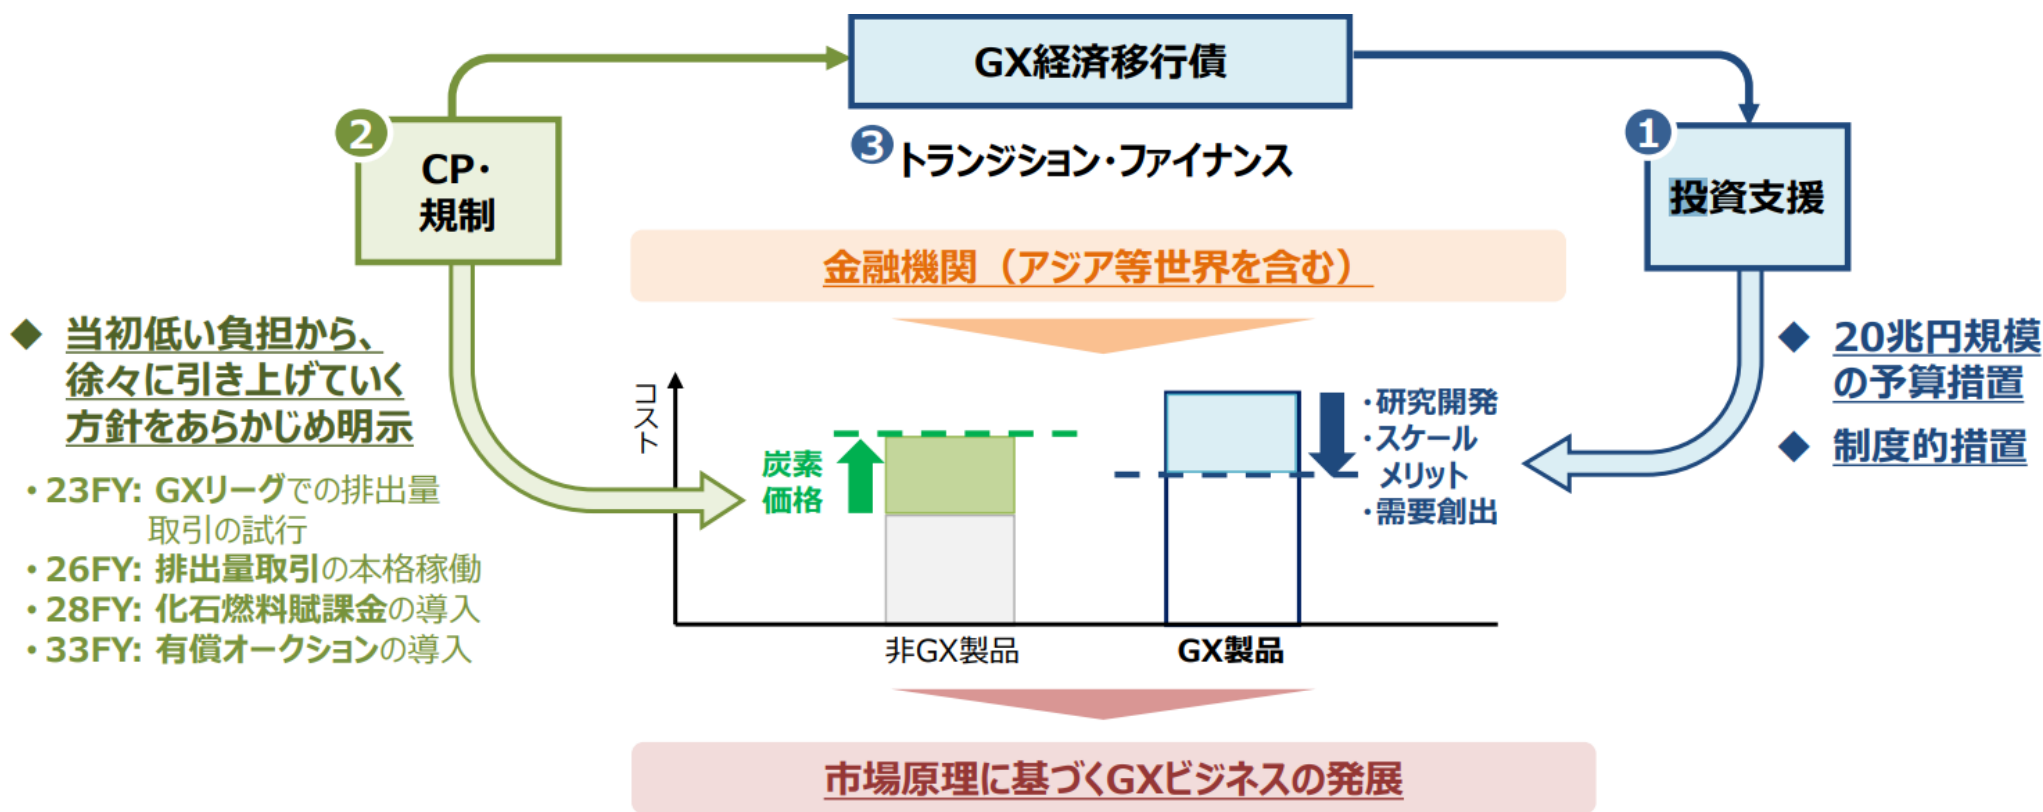 GX経済移行債
❷
CP・
規制
❸トランジション・ファイナンス
❶
投資支援
金融機関（アジア等世界を含む）
◆ 当初低い負担から、
徐々に引き上げていく
方針をあらかじめ明示
・23FY: GXリーグでの排出量
取引の試行
・26FY: 排出量取引の本格稼働
・28FY: 化石燃料賦課金の導入
・33FY: 有償オークションの導入
コスト
炭素
価格
非GX製品
GX製品
・研究開発
・スケール
メリット
・需要創出
◆ 20兆円規模
の予算措置
◆ 制度的措置
市場原理に基づくGXビジネスの発展